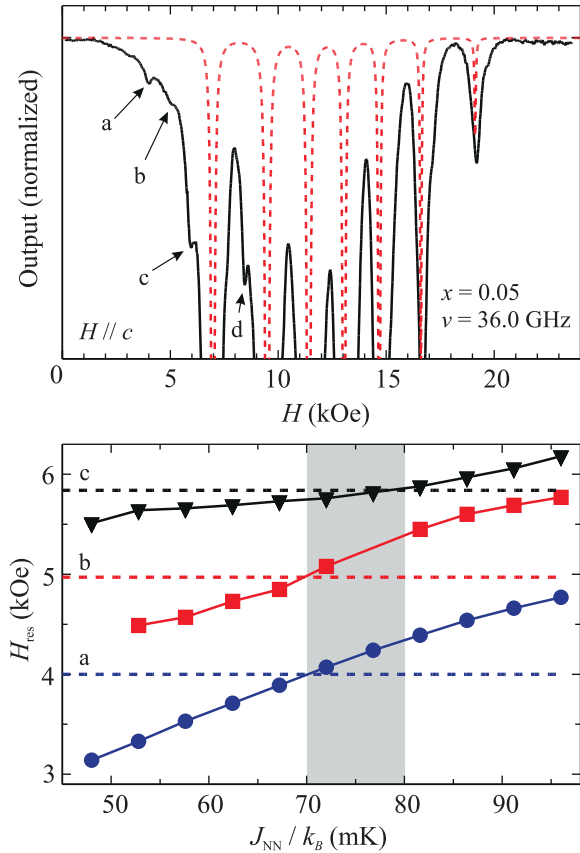 Output (normalized)
a
b
c
d
H // c
x = 0.05
ν = 36.0 GHz
0 5 10 15 20
H (kOe)
H_res (kOe)
6
5
4
3
c
b
a
50 60 70 80 90
J_NN / k_B (mK)